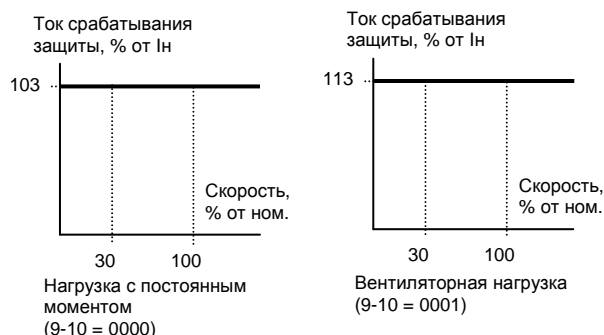 Ток срабатывания
защиты, % от Iн
103
Скорость,
% от ном.
30
100
Нагрузка с постоянным
моментом
(9-10 = 0000)
Ток срабатывания
защиты, % от Iн
113
Скорость,
% от ном.
30
100
Вентиляторная нагрузка
(9-10 = 0001)